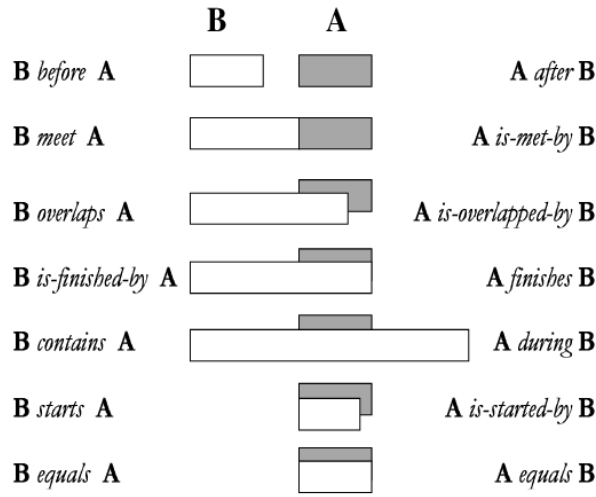 B A
B before A A after B
B meet A A is-met-by B
B overlaps A A is-overlapped-by B
B is-finished-by A A finishes B
B contains A A during B
B starts A A is-started-by B
B equals A A equals B